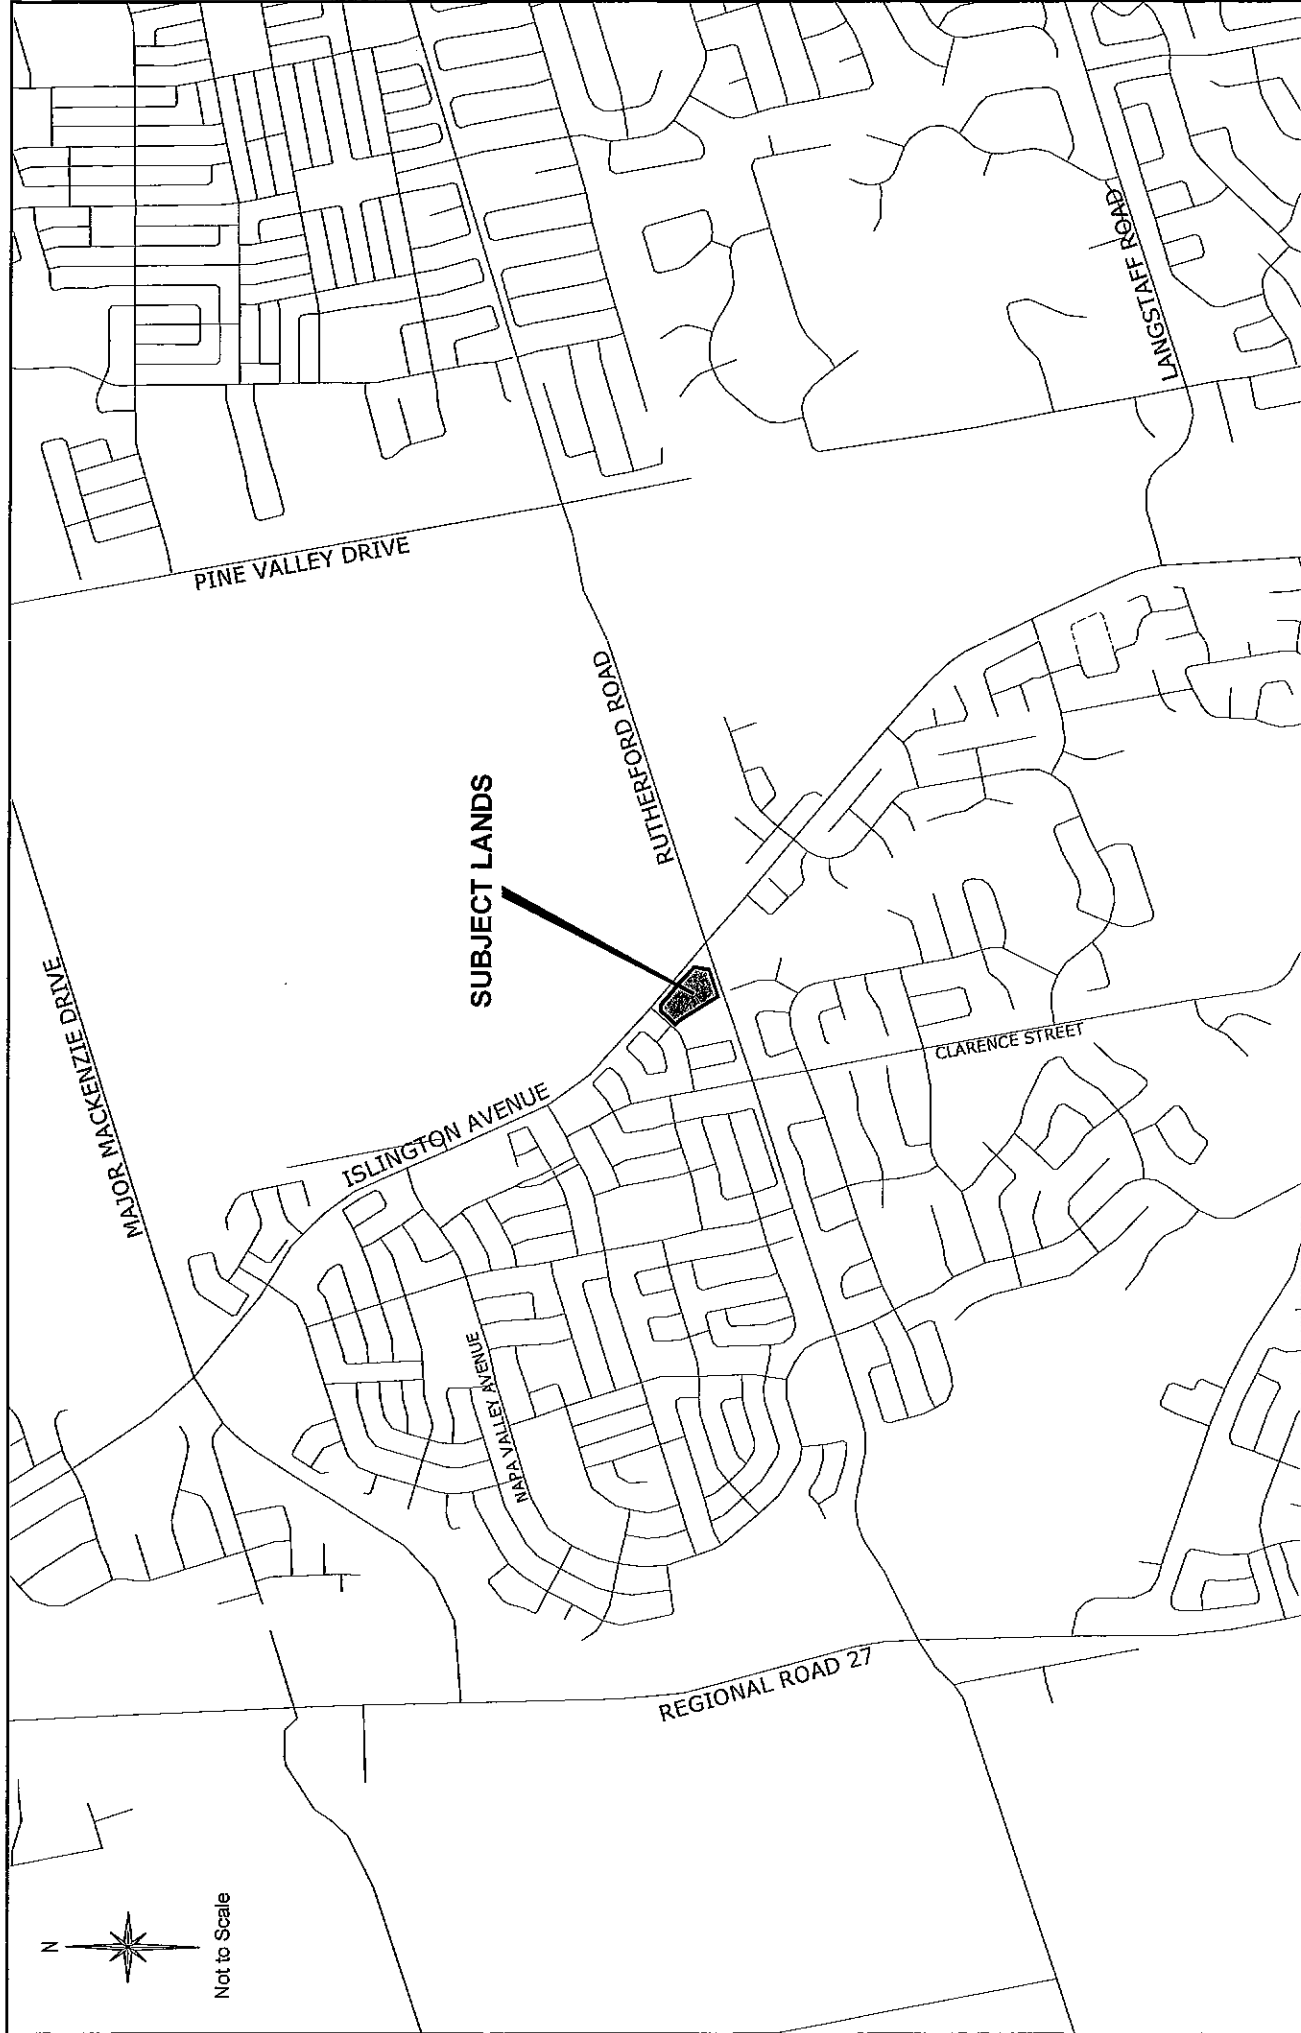 N
Not to Scale
MAJOR MACKENZIE DRIVE
PINE VALLEY DRIVE
ISLINGTON AVENUE
SUBJECT LANDS
RUTHERFORD ROAD
NAPA VALLEY AVENUE
REGIONAL ROAD 27
CLARENCE STREET
LANGSTAFF ROAD